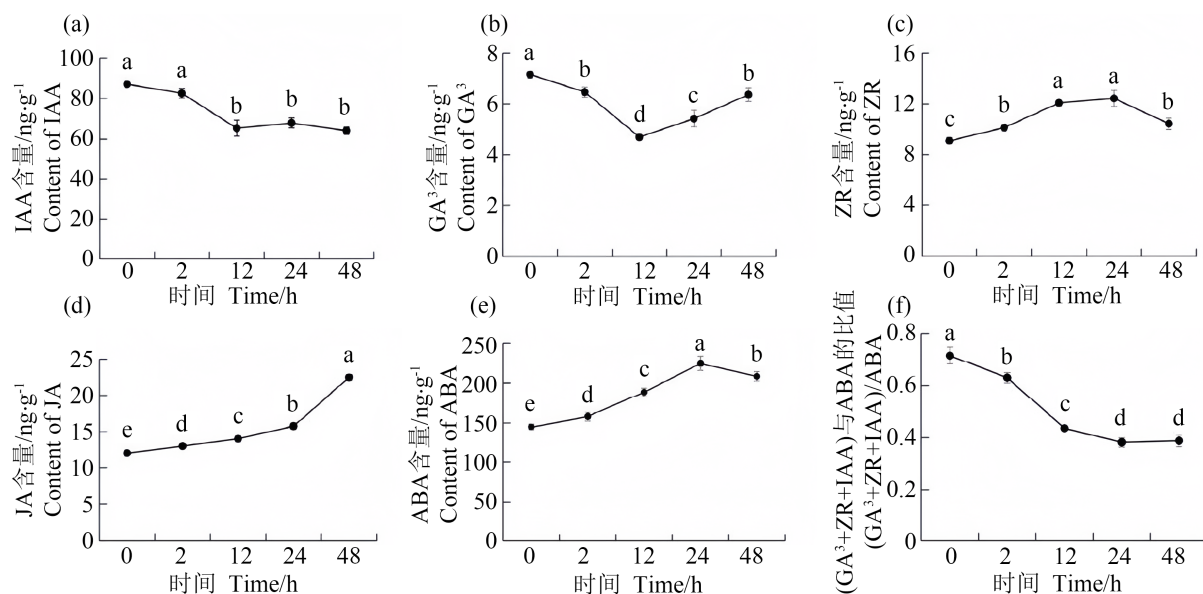 (a)
IAA含量/ng·g⁻¹
Content of IAA
100
80
60
40
20
0
a
a
b
b
b
0 2 12 24 48
时间 Time/h
(b)
GA³含量/ng·g⁻¹
Content of GA³
8
6
4
2
0
a
b
d
c
b
0 2 12 24 48
时间 Time/h
(c)
ZR含量/ng·g⁻¹
Content of ZR
16
12
8
4
0
c
b
a
a
b
0 2 12 24 48
时间 Time/h
(d)
JA含量/ng·g⁻¹
Content of JA
25
20
15
10
5
0
e
d
c
b
a
0 2 12 24 48
时间 Time/h
(e)
ABA含量/ng·g⁻¹
Content of ABA
250
200
150
100
50
0
e
d
c
a
b
0 2 12 24 48
时间 Time/h
(f)
(GA³+ZR+IAA)与ABA的比值
(GA³+ZR+IAA)/ABA
0.8
0.6
0.4
0.2
0
a
b
c
d
d
0 2 12 24 48
时间 Time/h